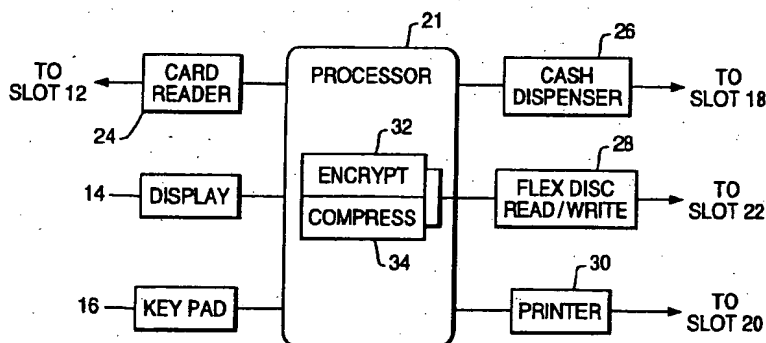 21
TO
SLOT 12
CARD
READER
24
PROCESSOR
26
CASH
DISPENSER
TO
SLOT 18
14
DISPLAY
32
ENCRYPT
COMPRESS
34
28
FLEX DISC
READ/WRITE
TO
SLOT 22
16
KEY PAD
30
PRINTER
TO
SLOT 20